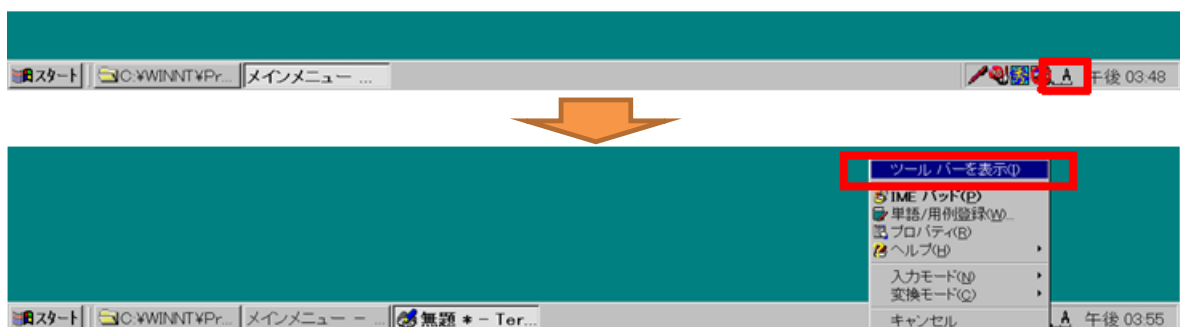 スタート C:¥WINNT¥Pr... メインメニュー ... A 午後 03:48
ツール バーを表示(I)
IME パッド(P)
単語/用例登録(W)...
プロパティ(R)
ヘルプ(H)
入力モード(N)
変換モード(C)
キャンセル
スタート C:¥WINNT¥Pr... メインメニュー - ... 無題 * - Ter... A 午後 03:55